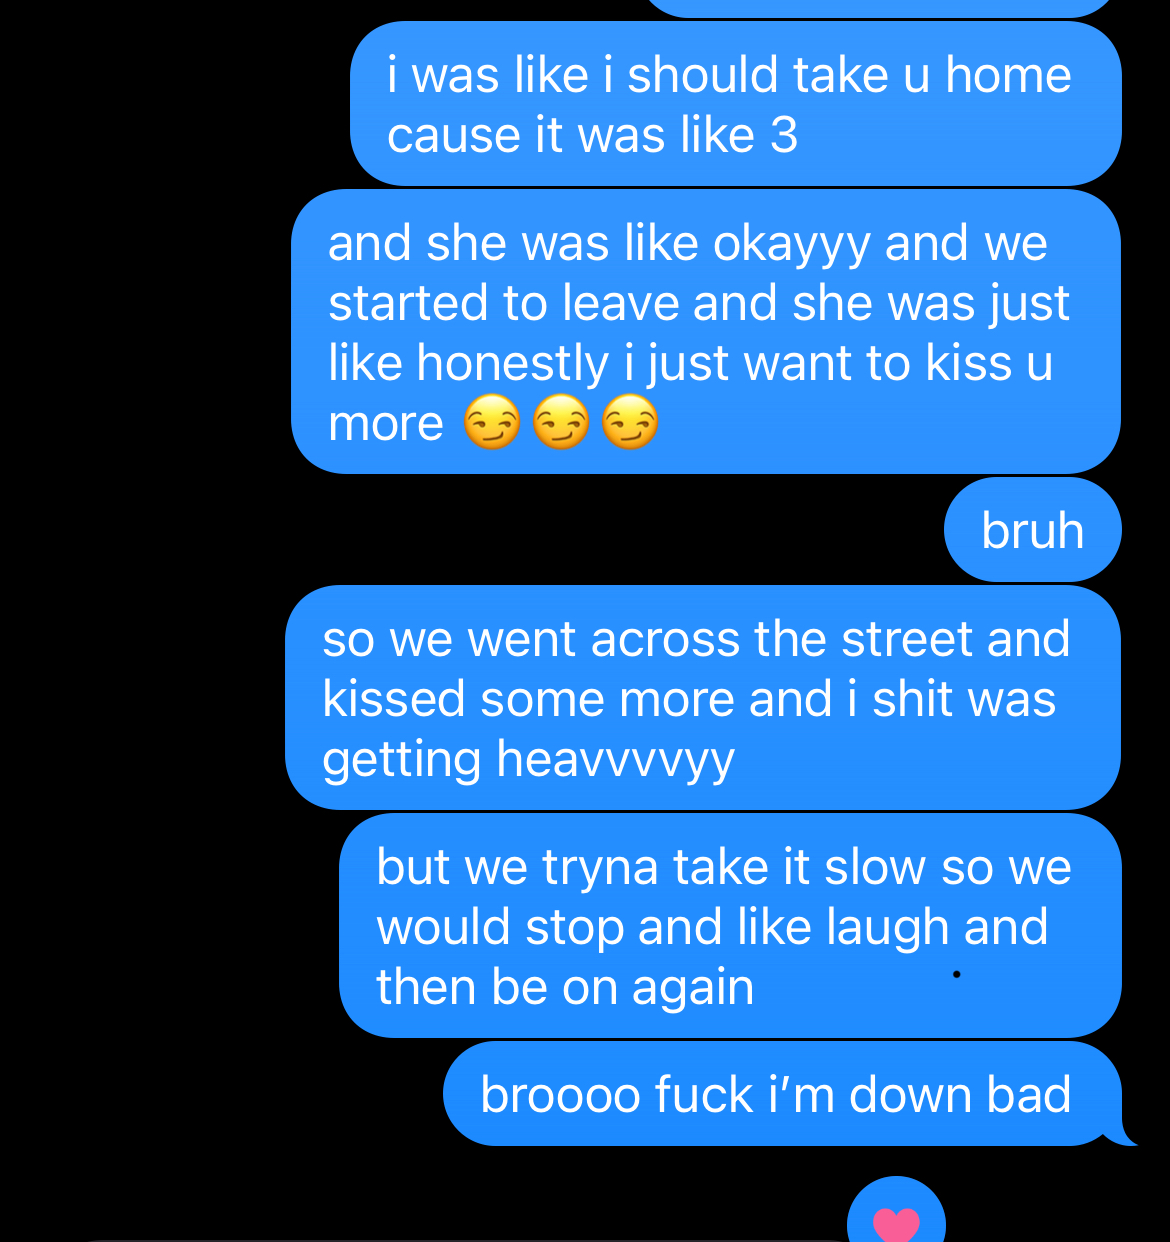 i was like i should take u home
cause it was like 3
and she was like okayyy and we
started to leave and she was just
like honestly i just want to kiss u
more 😏😏😏
bruh
so we went across the street and
kissed some more and i shit was
getting heavvvvyy
but we tryna take it slow so we
would stop and like laugh and
then be on again
broooo fuck i’m down bad